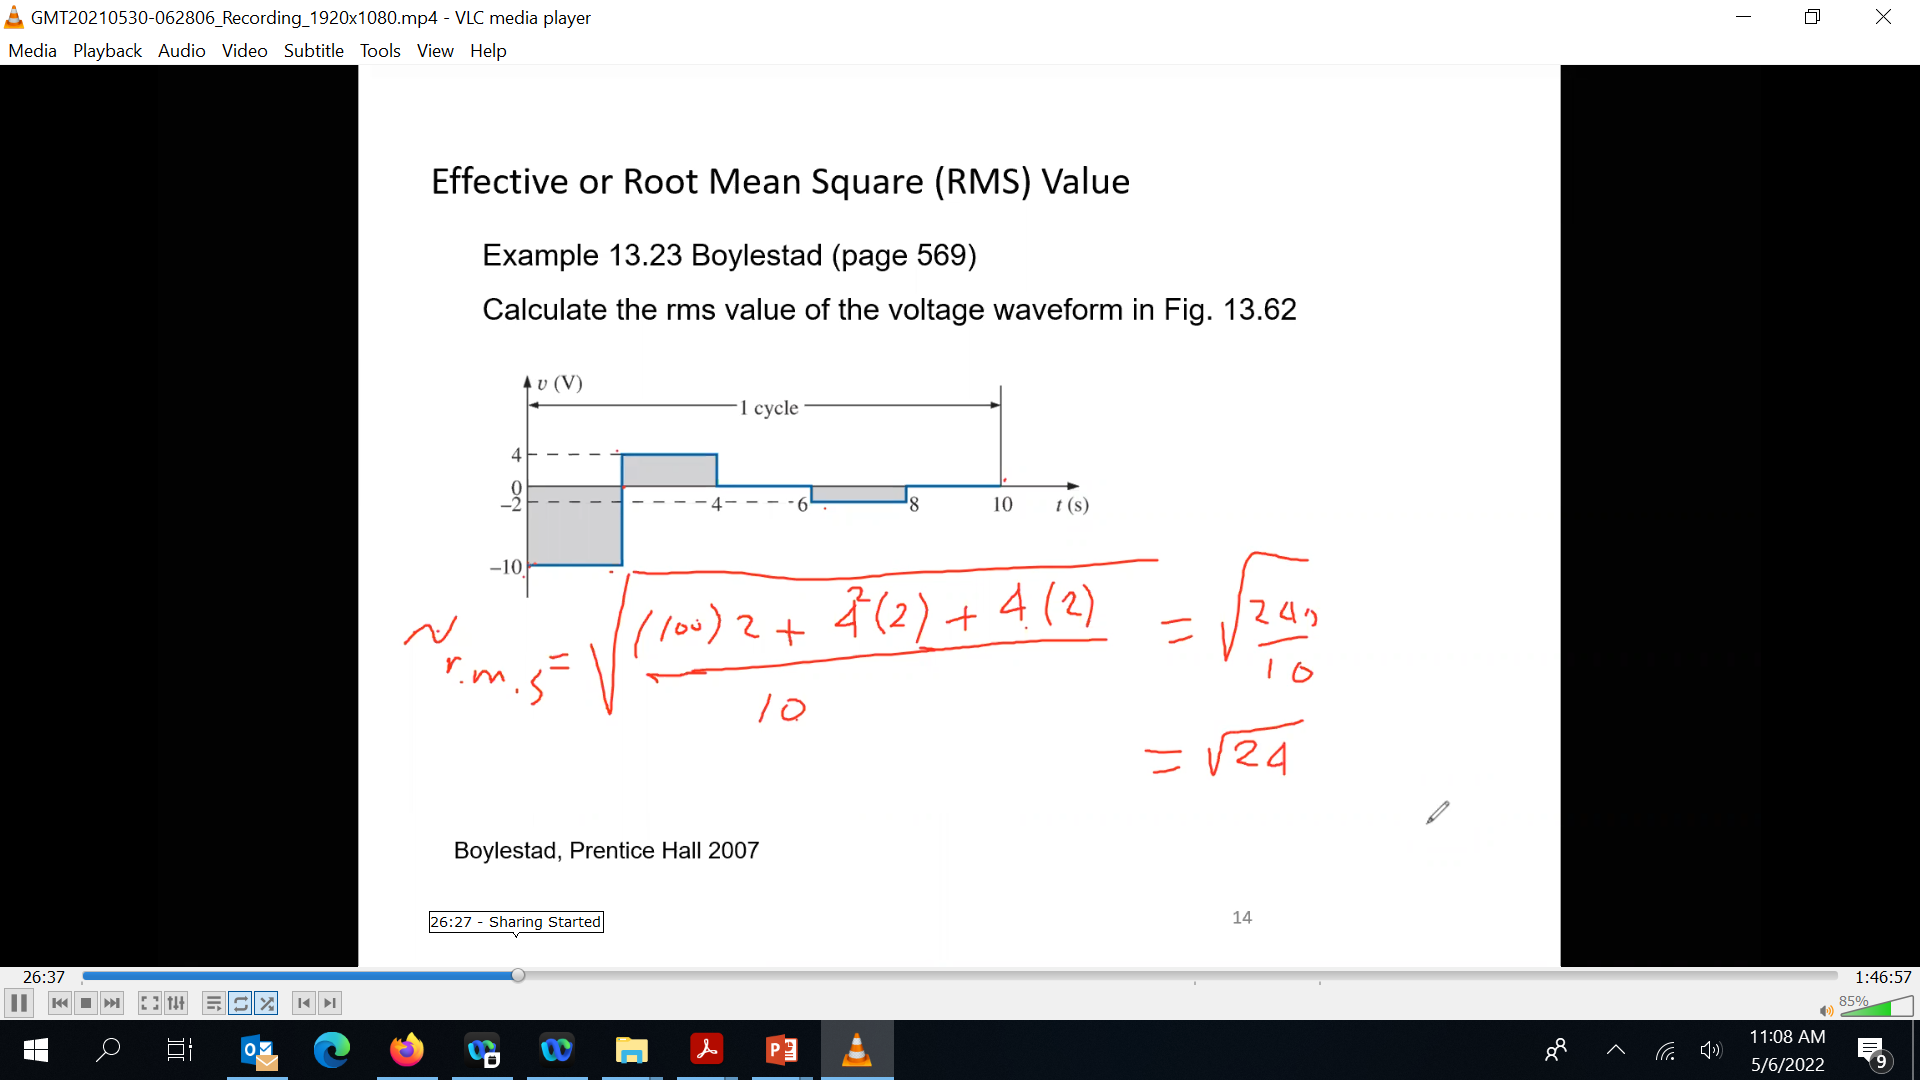 GMT20210530-062806_Recording_1920x1080.mp4 - VLC media player
Media Playback Audio Video Subtitle Tools View Help
Effective or Root Mean Square (RMS) Value
Example 13.23 Boylestad (page 569)
Calculate the rms value of the voltage waveform in Fig. 13.62
v (V)
1 cycle
4
0
–2
4 6 8 10 t (s)
–10
v r.m.s = √((100)2 + 4²(2) + 4(2) / 10) = √(240 / 10)
= √24
Boylestad, Prentice Hall 2007
26:27 - Sharing Started
14
26:37
1:46:57
85%
11:08 AM
5/6/2022
9